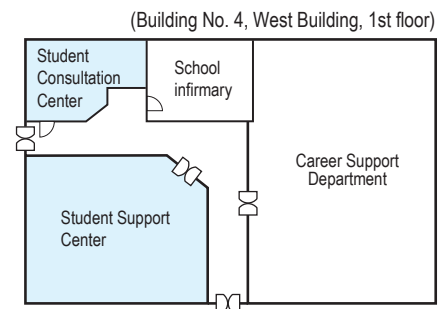 (Building No. 4, West Building, 1st floor)
Student
Consultation
Center
School
infirmary
Career Support
Department
Student Support
Center